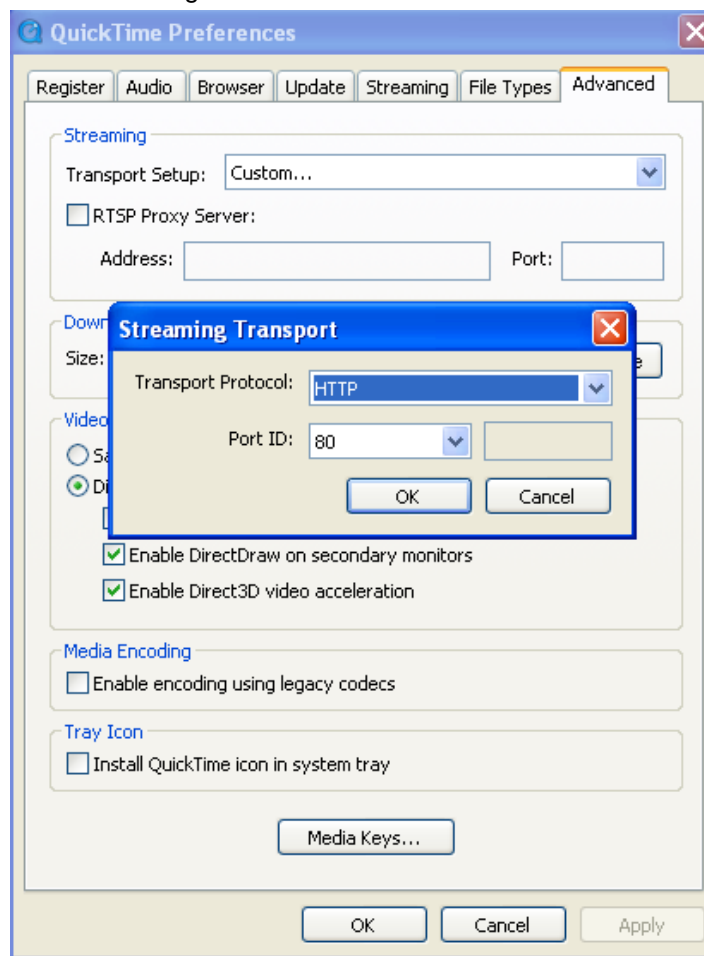 QuickTime Preferences
Register Audio Browser Update Streaming File Types Advanced
Streaming
Transport Setup: Custom...
RTSP Proxy Server:
Address: Port:
Streaming Transport
Size:
Transport Protocol: HTTP
Video
Port ID: 80
OK Cancel
Enable DirectDraw on secondary monitors
Enable Direct3D video acceleration
Media Encoding
Enable encoding using legacy codecs
Tray Icon
Install QuickTime icon in system tray
Media Keys...
OK Cancel Apply